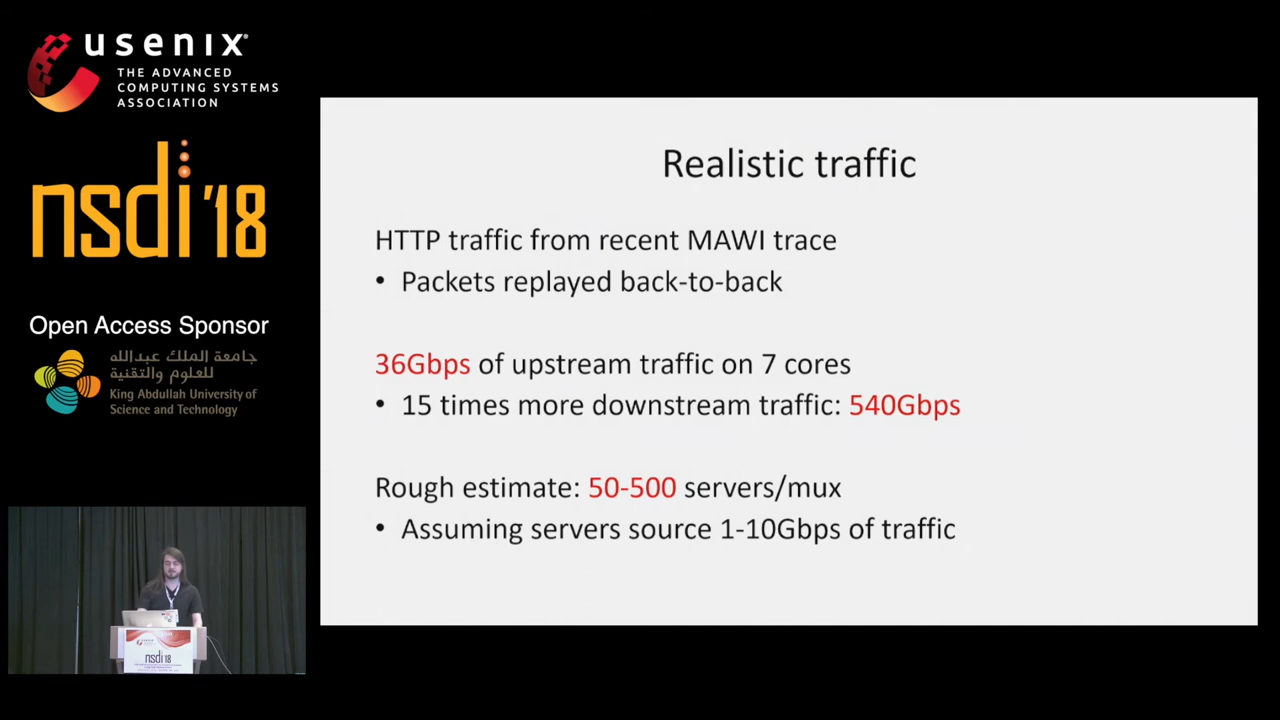 usenix
THE ADVANCED
COMPUTING SYSTEMS
ASSOCIATION
nsdi '18
Open Access Sponsor
جامعة الملك عبدالله
للعلوم والتقنية
King Abdullah University of
Science and Technology
Realistic traffic
HTTP traffic from recent MAWI trace
• Packets replayed back-to-back
36Gbps of upstream traffic on 7 cores
• 15 times more downstream traffic: 540Gbps
Rough estimate: 50-500 servers/mux
• Assuming servers source 1-10Gbps of traffic
usenix
nsdi'18